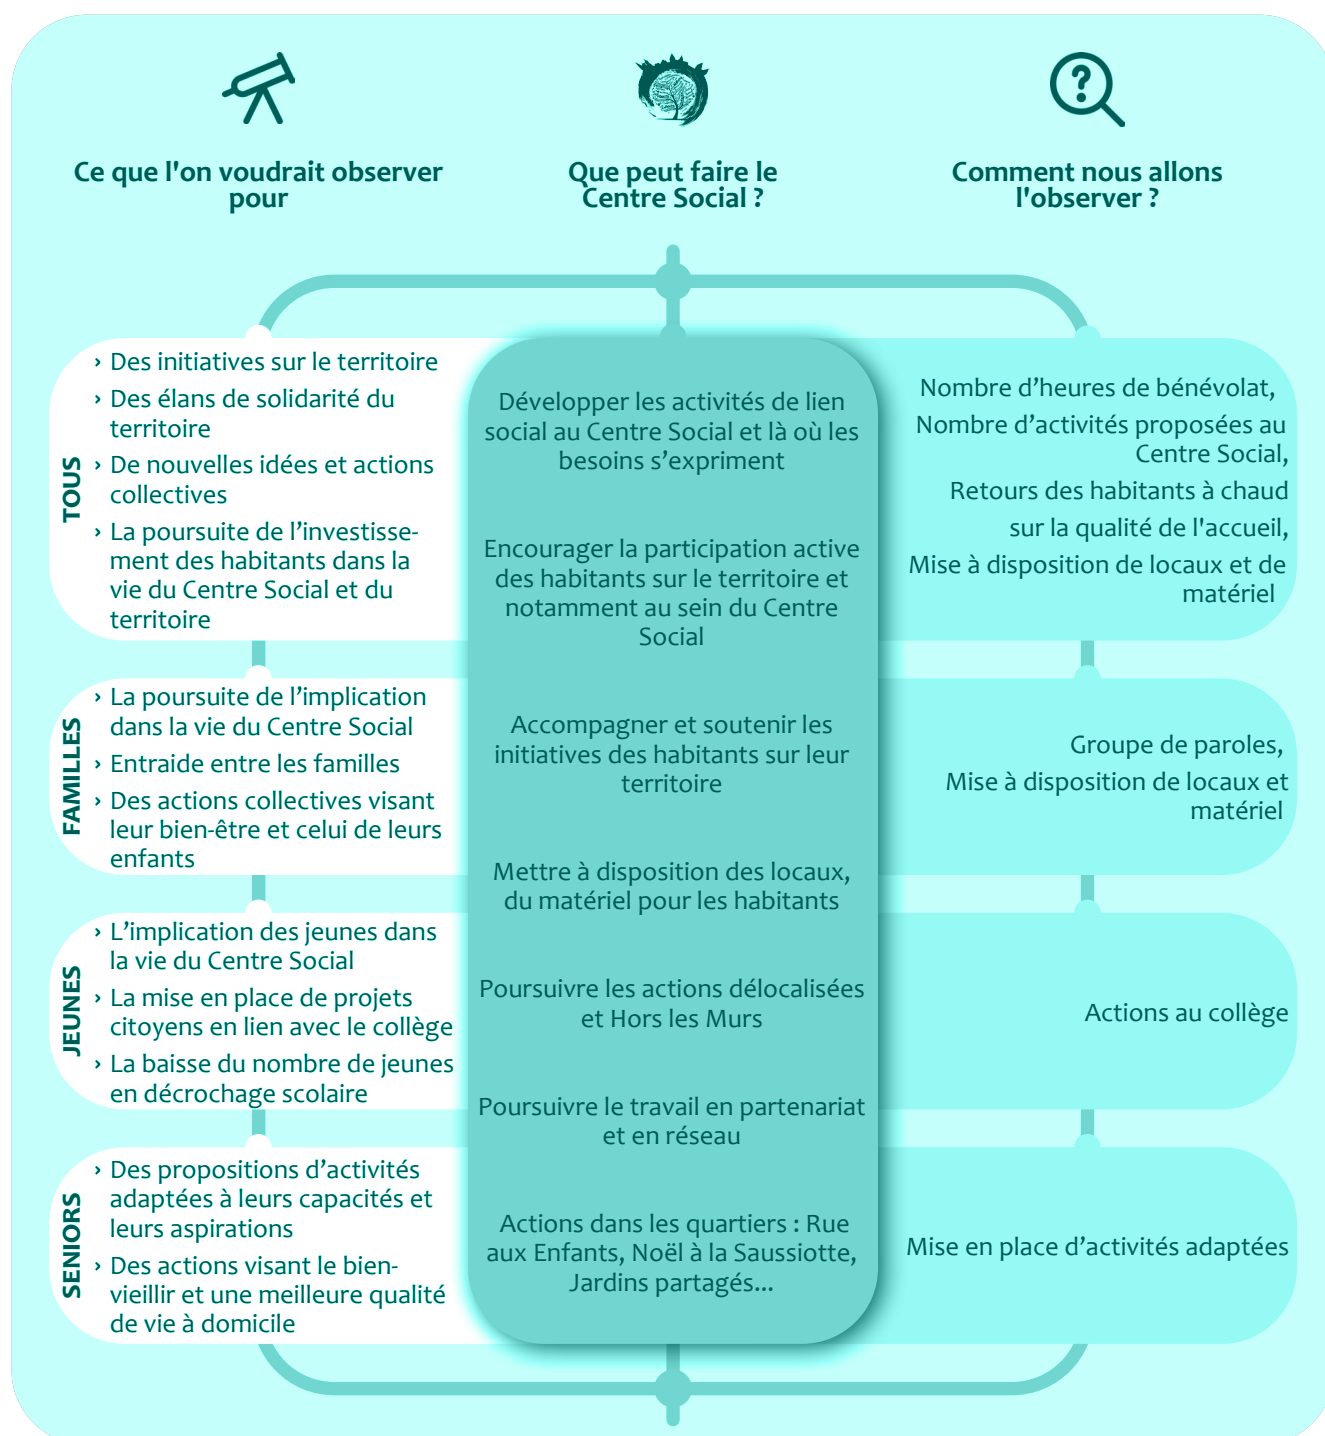 Ce que l'on voudrait observer
pour
Que peut faire le
Centre Social ?
Comment nous allons
l'observer ?
TOUS
› Des initiatives sur le territoire
› Des élans de solidarité du
territoire
› De nouvelles idées et actions
collectives
› La poursuite de l’investisse-
ment des habitants dans la
vie du Centre Social et du
territoire
FAMILLES
› La poursuite de l’implication
dans la vie du Centre Social
› Entraide entre les familles
› Des actions collectives visant
leur bien-être et celui de leurs
enfants
JEUNES
› L’implication des jeunes dans
la vie du Centre Social
› La mise en place de projets
citoyens en lien avec le collège
› La baisse du nombre de jeunes
en décrochage scolaire
SENIORS
› Des propositions d’activités
adaptées à leurs capacités et
leurs aspirations
› Des actions visant le bien-
vieillir et une meilleure qualité
de vie à domicile
Développer les activités de lien
social au Centre Social et là où les
besoins s’expriment
Encourager la participation active
des habitants sur le territoire et
notamment au sein du Centre
Social
Accompagner et soutenir les
initiatives des habitants sur leur
territoire
Mettre à disposition des locaux,
du matériel pour les habitants
Poursuivre les actions délocalisées
et Hors les Murs
Poursuivre le travail en partenariat
et en réseau
Actions dans les quartiers : Rue
aux Enfants, Noël à la Saussiotte,
Jardins partagés...
Nombre d’heures de bénévolat,
Nombre d’activités proposées au
Centre Social,
Retours des habitants à chaud
sur la qualité de l'accueil,
Mise à disposition de locaux et de
matériel
Groupe de paroles,
Mise à disposition de locaux et
matériel
Actions au collège
Mise en place d’activités adaptées